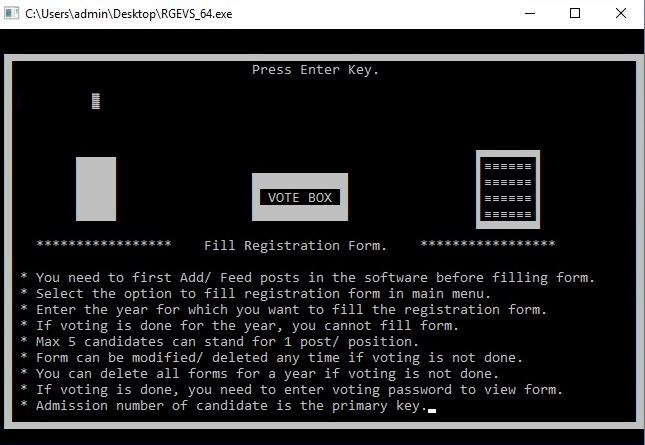 C:\Users\admin\Desktop\RGEVS_64.exe
Press Enter Key.
VOTE BOX
***************** Fill Registration Form. *****************
* You need to first Add/ Feed posts in the software before filling form.
* Select the option to fill registration form in main menu.
* Enter the year for which you want to fill the registration form.
* If voting is done for the year, you cannot fill form.
* Max 5 candidates can stand for 1 post/ position.
* Form can be modified/ deleted any time if voting is not done.
* You can delete all forms for a year if voting is not done.
* If voting is done, you need to enter voting password to view form.
* Admission number of candidate is the primary key.